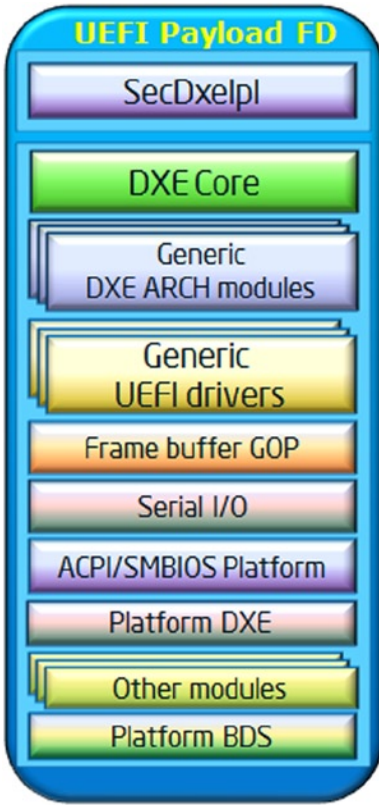 UEFI Payload FD
SecDxeIpl
DXE Core
Generic
DXE ARCH modules
Generic
UEFI drivers
Frame buffer GOP
Serial I/O
ACPI/SMBIOS Platform
Platform DXE
Other modules
Platform BDS